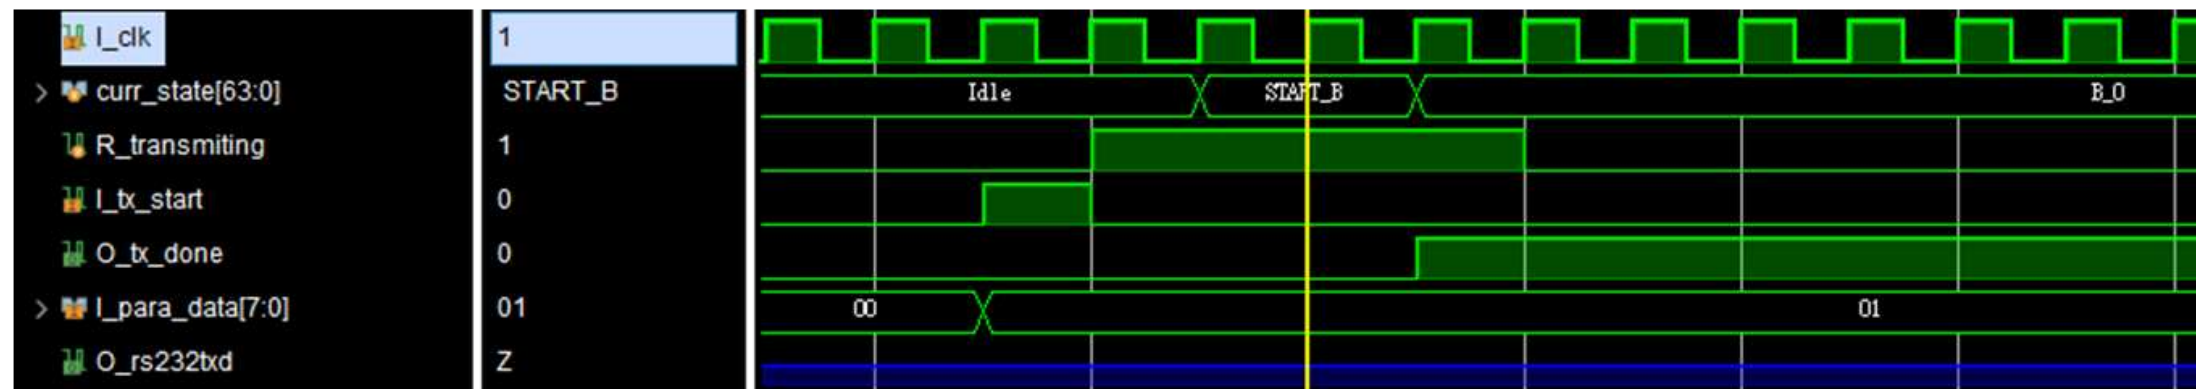 I_clk 1
> curr_state[63:0] START_B Idle START_B B_0
R_transmiting 1
I_tx_start 0
O_tx_done 0
> I_para_data[7:0] 01 00 01
O_rs232txd Z